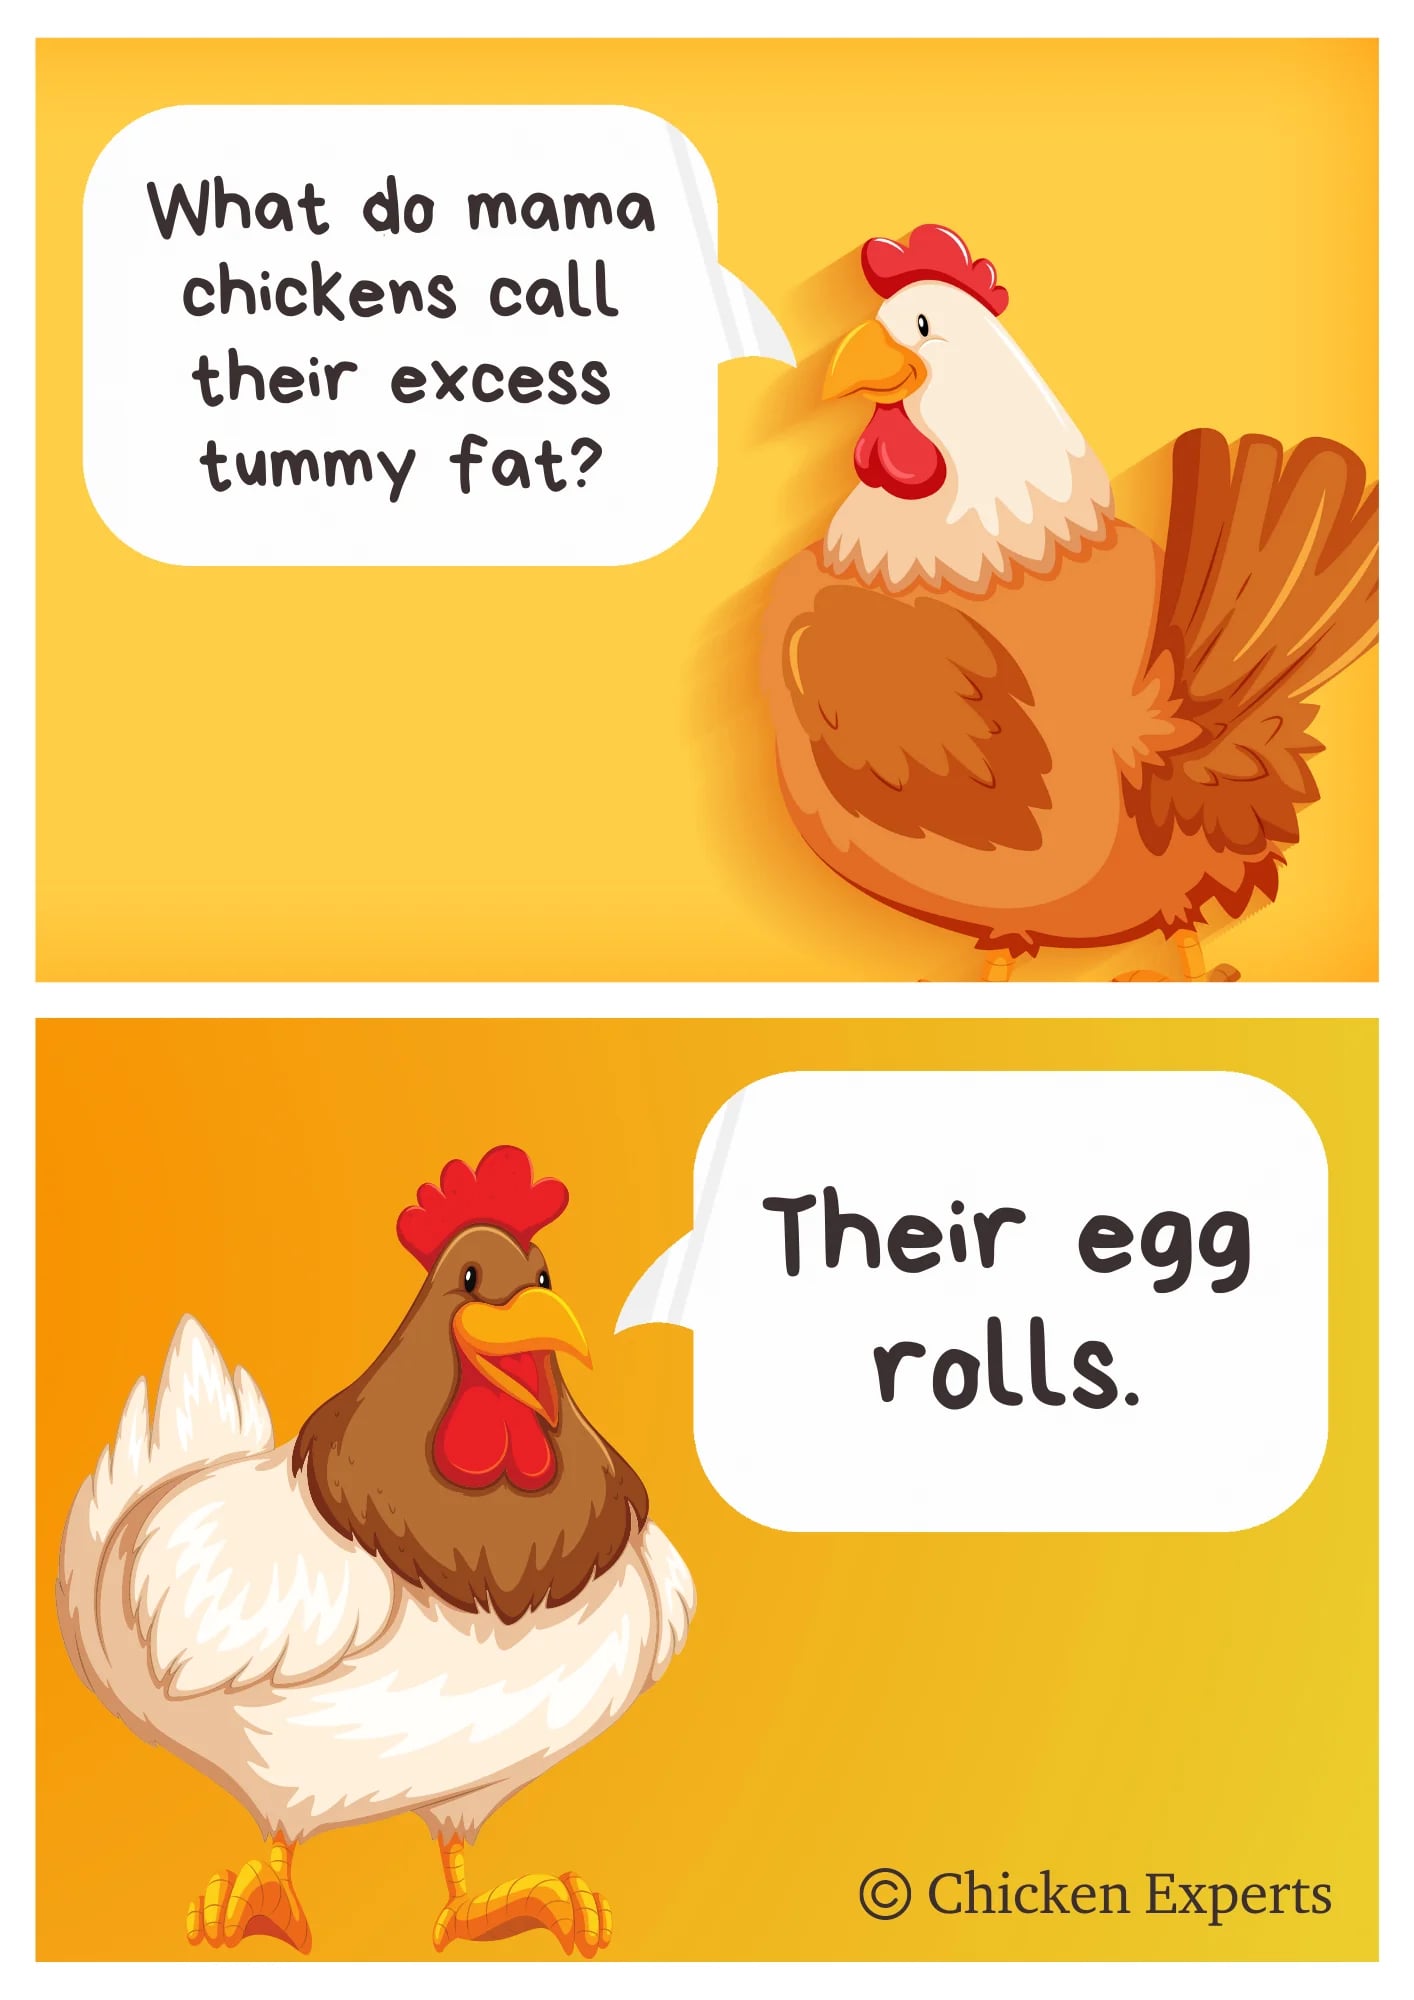 What do mama
chickens call
their excess
tummy fat?
Their egg
rolls.
© Chicken Experts